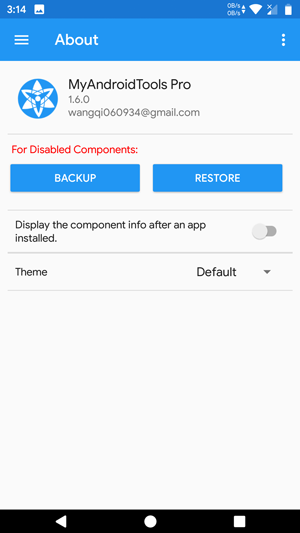 3:14
0B/s
0B/s
About
MyAndroidTools Pro
1.6.0
wangqi060934@gmail.com
For Disabled Components:
BACKUP
RESTORE
Display the component info after an app
installed.
Theme
Default